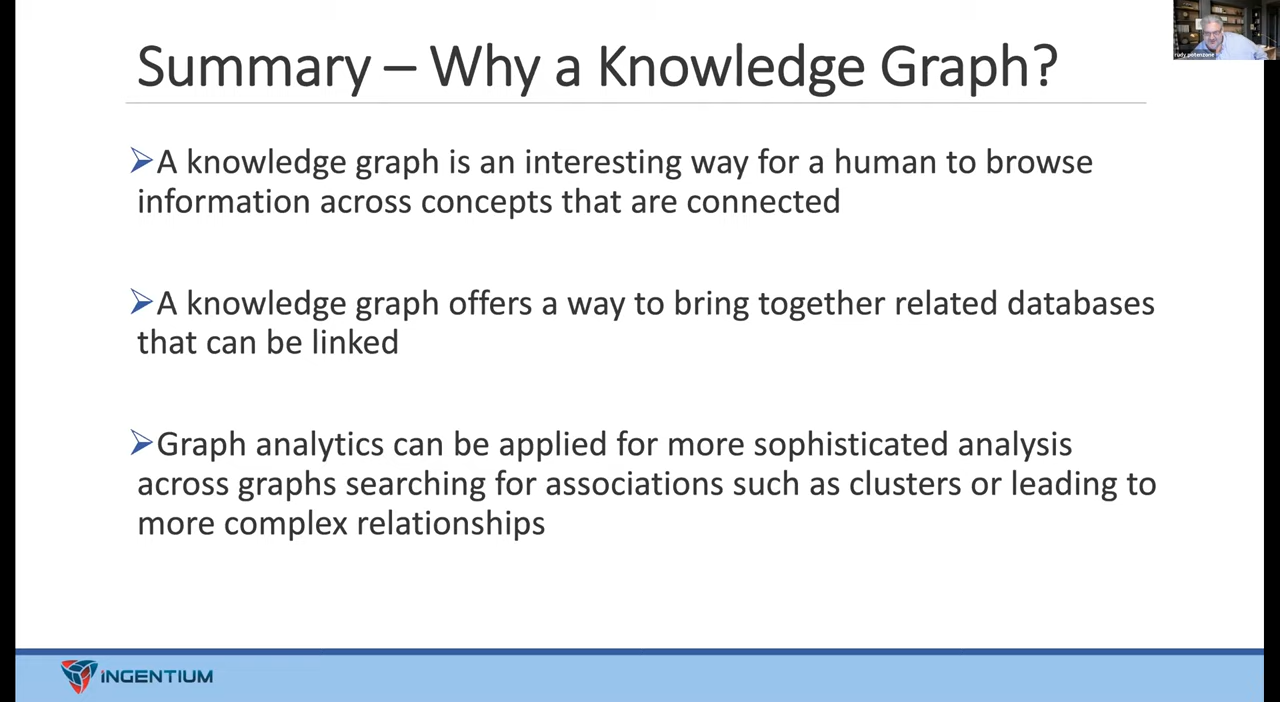 Summary – Why a Knowledge Graph?
rudy potenzone
➢A knowledge graph is an interesting way for a human to browse
information across concepts that are connected
➢A knowledge graph offers a way to bring together related databases
that can be linked
➢Graph analytics can be applied for more sophisticated analysis
across graphs searching for associations such as clusters or leading to
more complex relationships
INGENTIUM